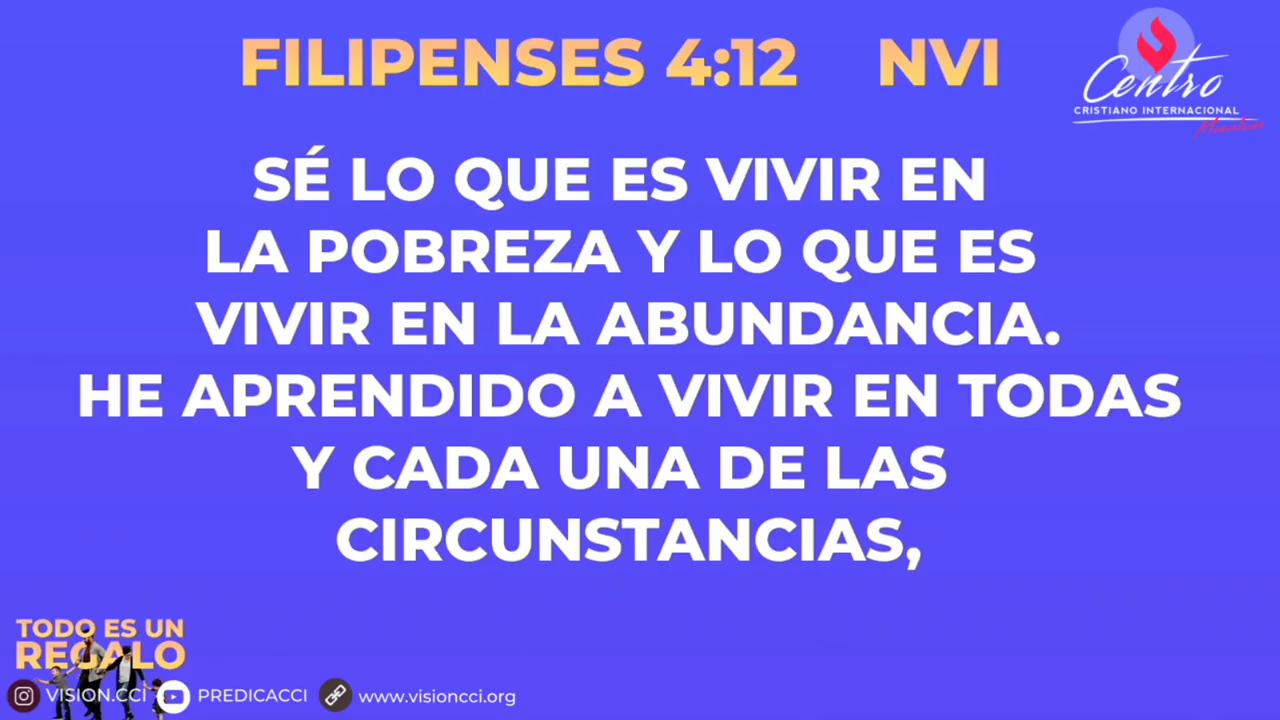 FILIPENSES 4:12 NVI
Centro
CRISTIANO INTERNACIONAL
SÉ LO QUE ES VIVIR EN
LA POBREZA Y LO QUE ES
VIVIR EN LA ABUNDANCIA.
HE APRENDIDO A VIVIR EN TODAS
Y CADA UNA DE LAS
CIRCUNSTANCIAS,
TODO ES UN
REGALO
VISION.CCI PREDICACCI www.visioncci.org